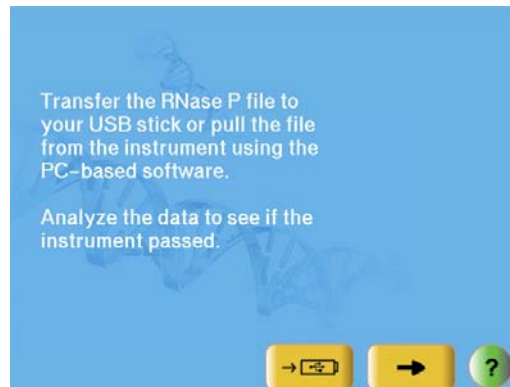 Transfer the RNase P file to
your USB stick or pull the file
from the instrument using the
PC-based software.
Analyze the data to see if the
instrument passed.
?